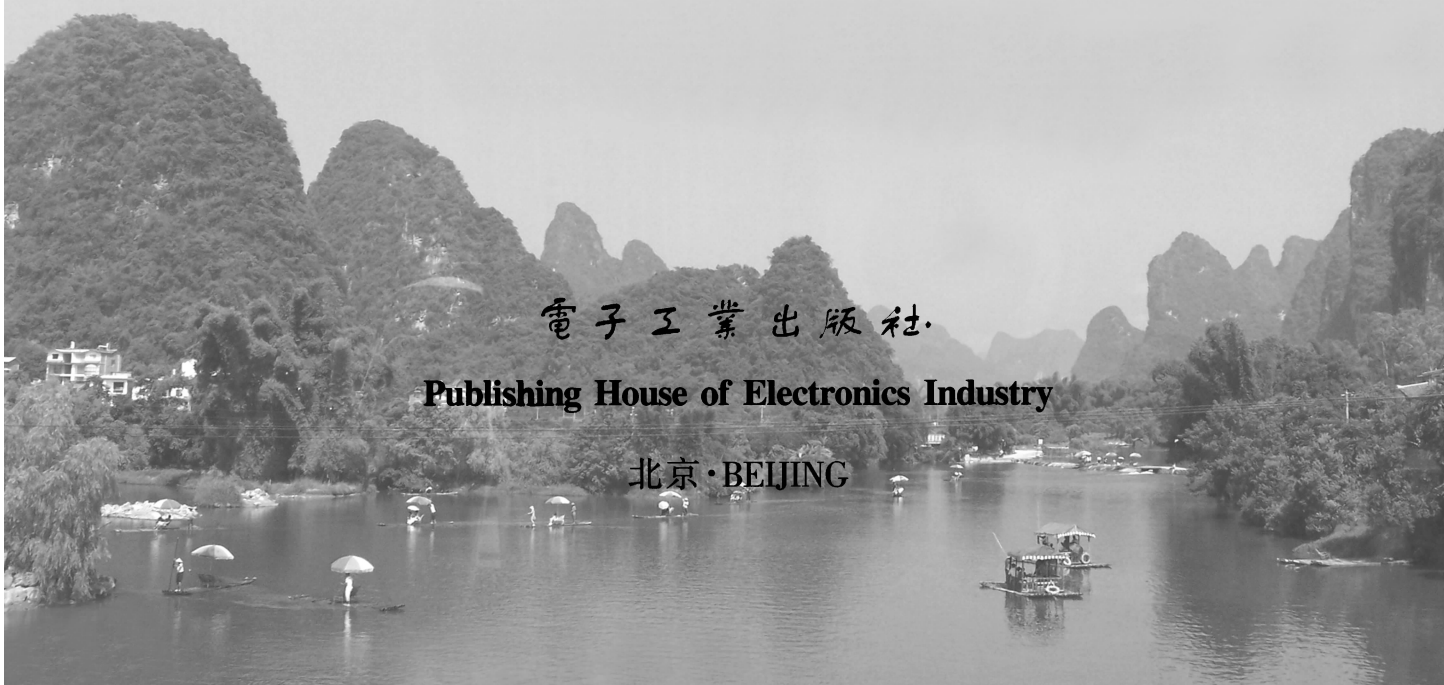 電子工業出版社·
Publishing House of Electronics Industry
北京·BEIJING